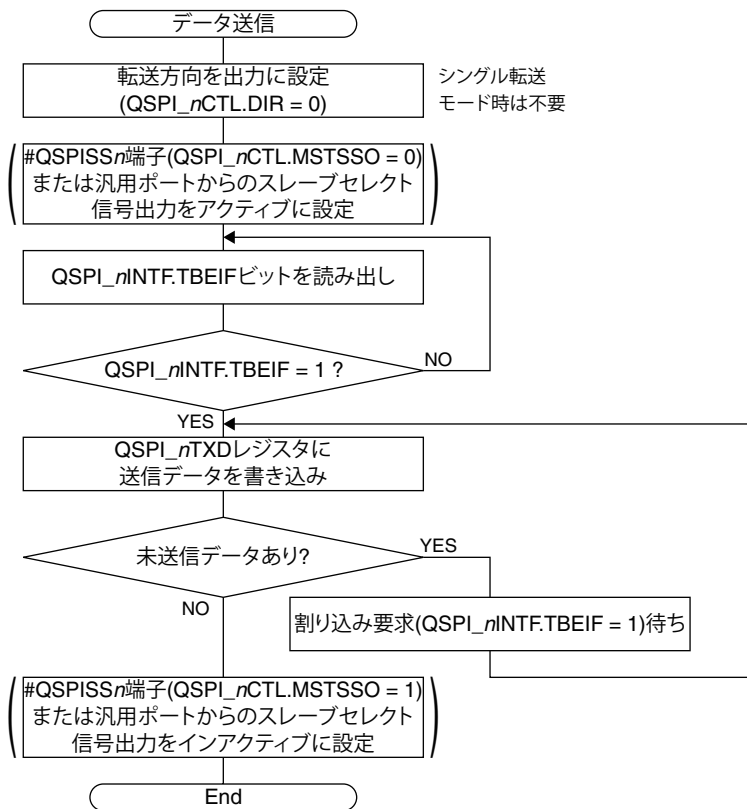 データ送信
転送方向を出力に設定
(QSPI_nCTL.DIR = 0)
シングル転送
モード時は不要
#QSPISSn端子(QSPI_nCTL.MSTSSO = 0)
または汎用ポートからのスレーブセレクト
信号出力をアクティブに設定
QSPI_nINTF.TBEIFビットを読み出し
QSPI_nINTF.TBEIF = 1 ?
NO
YES
QSPI_nTXDレジスタに
送信データを書き込み
未送信データあり?
YES
NO
割り込み要求(QSPI_nINTF.TBEIF = 1)待ち
#QSPISSn端子(QSPI_nCTL.MSTSSO = 1)
または汎用ポートからのスレーブセレクト
信号出力をインアクティブに設定
End